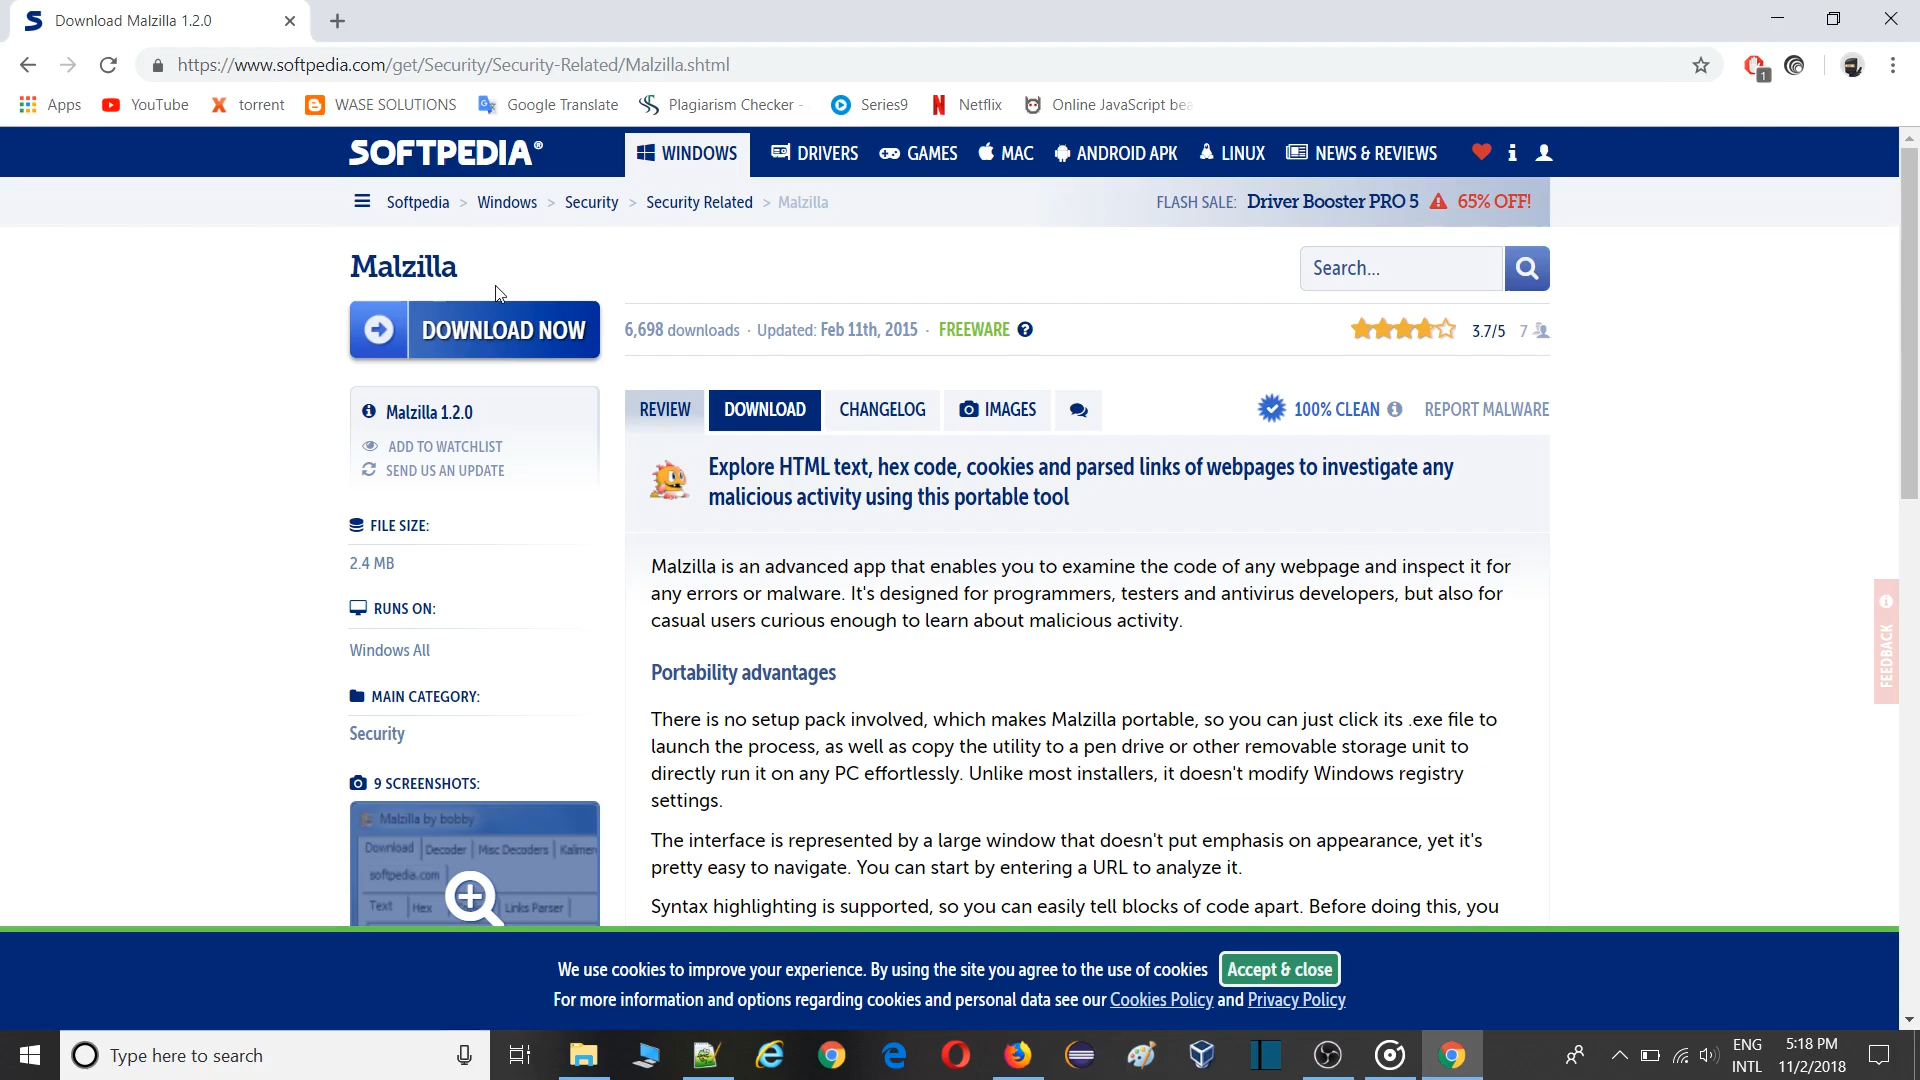 Download Malzilla 1.2.0
https://www.softpedia.com/get/Security/Security-Related/Malzilla.shtml
1
Apps YouTube torrent WASE SOLUTIONS Google Translate Plagiarism Checker - Series9 Netflix Online JavaScript bea
SOFTPEDIA® WINDOWS DRIVERS GAMES MAC ANDROID APK LINUX NEWS & REVIEWS
Softpedia > Windows > Security > Security Related > Malzilla
FLASH SALE: Driver Booster PRO 5 65% OFF!
Malzilla
Search...
DOWNLOAD NOW
6,698 downloads · Updated: Feb 11th, 2015 · FREEWARE
3.7/5 7
Malzilla 1.2.0
ADD TO WATCHLIST
SEND US AN UPDATE
FILE SIZE:
2.4 MB
RUNS ON:
Windows All
MAIN CATEGORY:
Security
9 SCREENSHOTS:
Malzilla by bobby
Download Decoder Misc Decoders Kalmen
softpedia.com
Text Hex Links Parser
REVIEW DOWNLOAD CHANGELOG IMAGES
100% CLEAN REPORT MALWARE
Explore HTML text, hex code, cookies and parsed links of webpages to investigate any
malicious activity using this portable tool
Malzilla is an advanced app that enables you to examine the code of any webpage and inspect it for
any errors or malware. It's designed for programmers, testers and antivirus developers, but also for
casual users curious enough to learn about malicious activity.
Portability advantages
There is no setup pack involved, which makes Malzilla portable, so you can just click its .exe file to
launch the process, as well as copy the utility to a pen drive or other removable storage unit to
directly run it on any PC effortlessly. Unlike most installers, it doesn't modify Windows registry
settings.
The interface is represented by a large window that doesn't put emphasis on appearance, yet it's
pretty easy to navigate. You can start by entering a URL to analyze it.
Syntax highlighting is supported, so you can easily tell blocks of code apart. Before doing this, you
FEEDBACK
We use cookies to improve your experience. By using the site you agree to the use of cookies Accept & close
For more information and options regarding cookies and personal data see our Cookies Policy and Privacy Policy
Type here to search
ENG
INTL
5:18 PM
11/2/2018